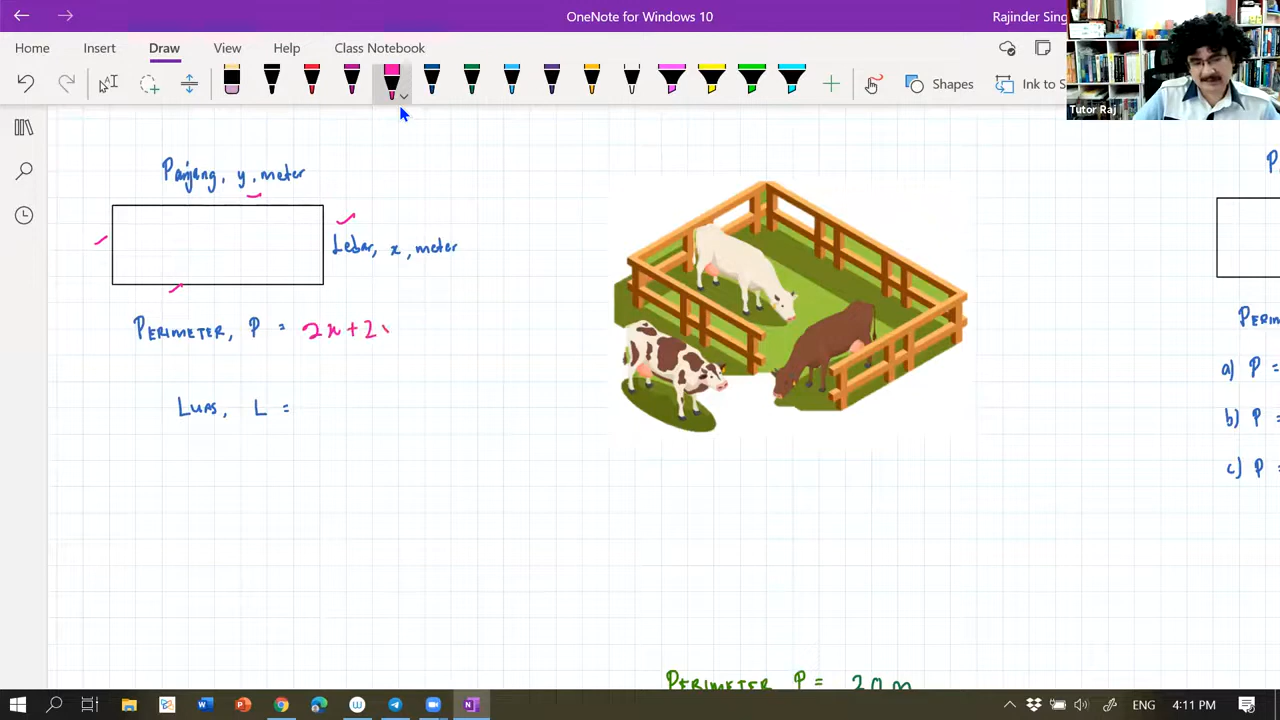 OneNote for Windows 10
Rajinder Sing
Home Insert Draw View Help Class Notebook
Shapes
Ink to S
Tutor Raj
Panjang, y, meter
Lebar, x, meter
PERIMETER, P = 2x+2
LUAS, L =
P
PERIM
a) P =
b) P =
c) P =
PERIMETER P = 20 m
ENG 4:11 PM